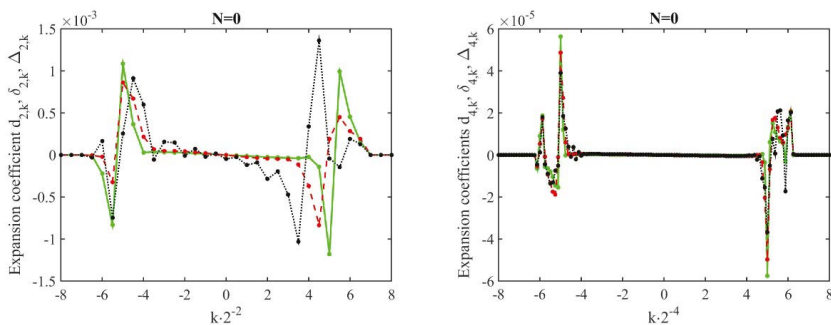 N=0
×10-3
1.5
1
0.5
0
-0.5
-1
-1.5
Expansion coefficient d2,k, δ2,k, Δ2,k
-8 -6 -4 -2 0 2 4 6 8
k·2-2
N=0
×10-5
6
4
2
0
-2
-4
-6
Expansion coefficients d4,k, δ4,k, Δ4,k
-8 -6 -4 -2 0 2 4 6 8
k·2-4